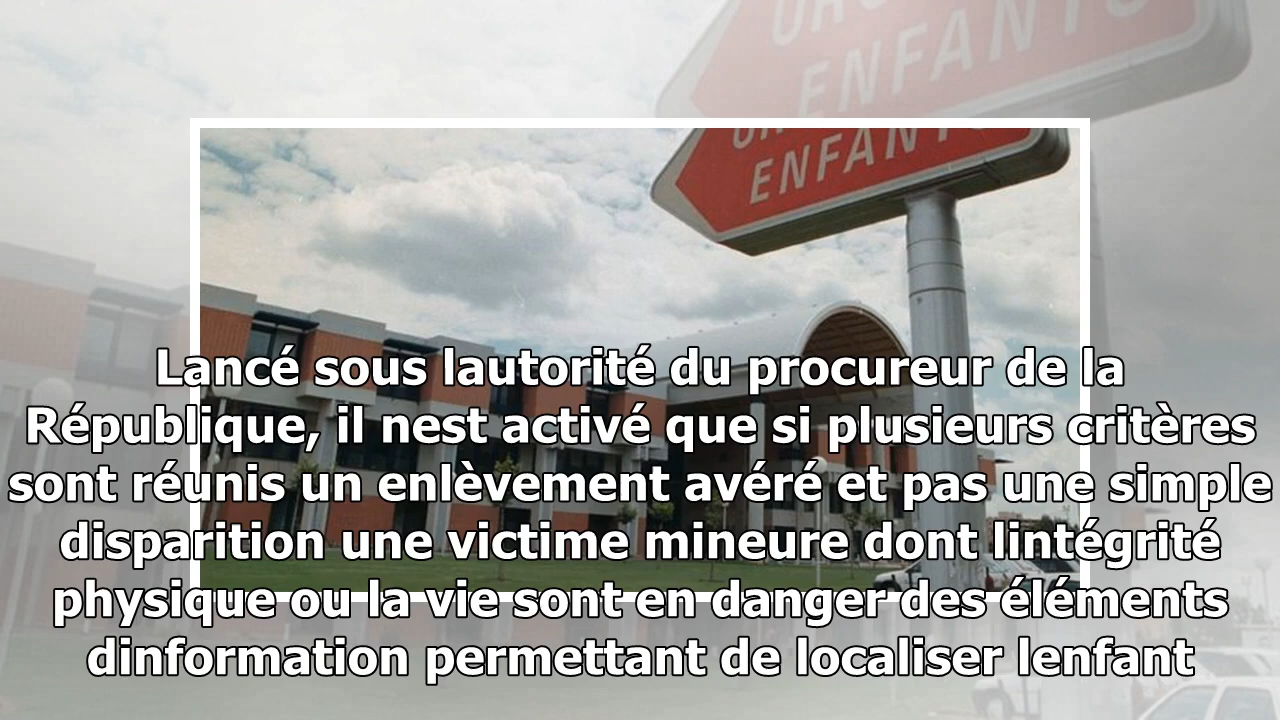 ENFANTS
ENFANTS
Lancé sous lautorité du procureur de la
République, il nest activé que si plusieurs critères
sont réunis un enlèvement avéré et pas une simple
disparition une victime mineure dont lintégrité
physique ou la vie sont en danger des éléments
dinformation permettant de localiser lenfant